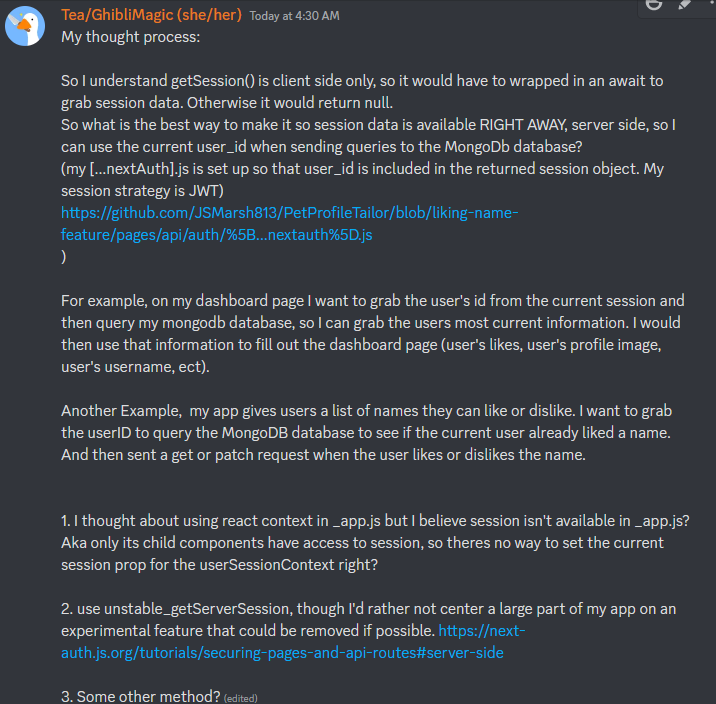 Tea/GhibliMagic (she/her) Today at 4:30 AM
My thought process:
So I understand getSession() is client side only, so it would have to wrapped in an await to
grab session data. Otherwise it would return null.
So what is the best way to make it so session data is available RIGHT AWAY, server side, so I
can use the current user_id when sending queries to the MongoDb database?
(my [...nextAuth].js is set up so that user_id is included in the returned session object. My
session strategy is JWT)
https://github.com/JSMarsh813/PetProfileTailor/blob/liking-name-
feature/pages/api/auth/%5B...nextauth%5D.js
)
For example, on my dashboard page I want to grab the user's id from the current session and
then query my mongodb database, so I can grab the users most current information. I would
then use that information to fill out the dashboard page (user's likes, user's profile image,
user's username, ect).
Another Example,  my app gives users a list of names they can like or dislike. I want to grab
the userID to query the MongoDB database to see if the current user already liked a name.
And then sent a get or patch request when the user likes or dislikes the name.
1. I thought about using react context in _app.js but I believe session isn't available in _app.js?
Aka only its child components have access to session, so theres no way to set the current
session prop for the userSessionContext right?
2. use unstable_getServerSession, though I'd rather not center a large part of my app on an
experimental feature that could be removed if possible. https://next-
auth.js.org/tutorials/securing-pages-and-api-routes#server-side
3. Some other method? (edited)